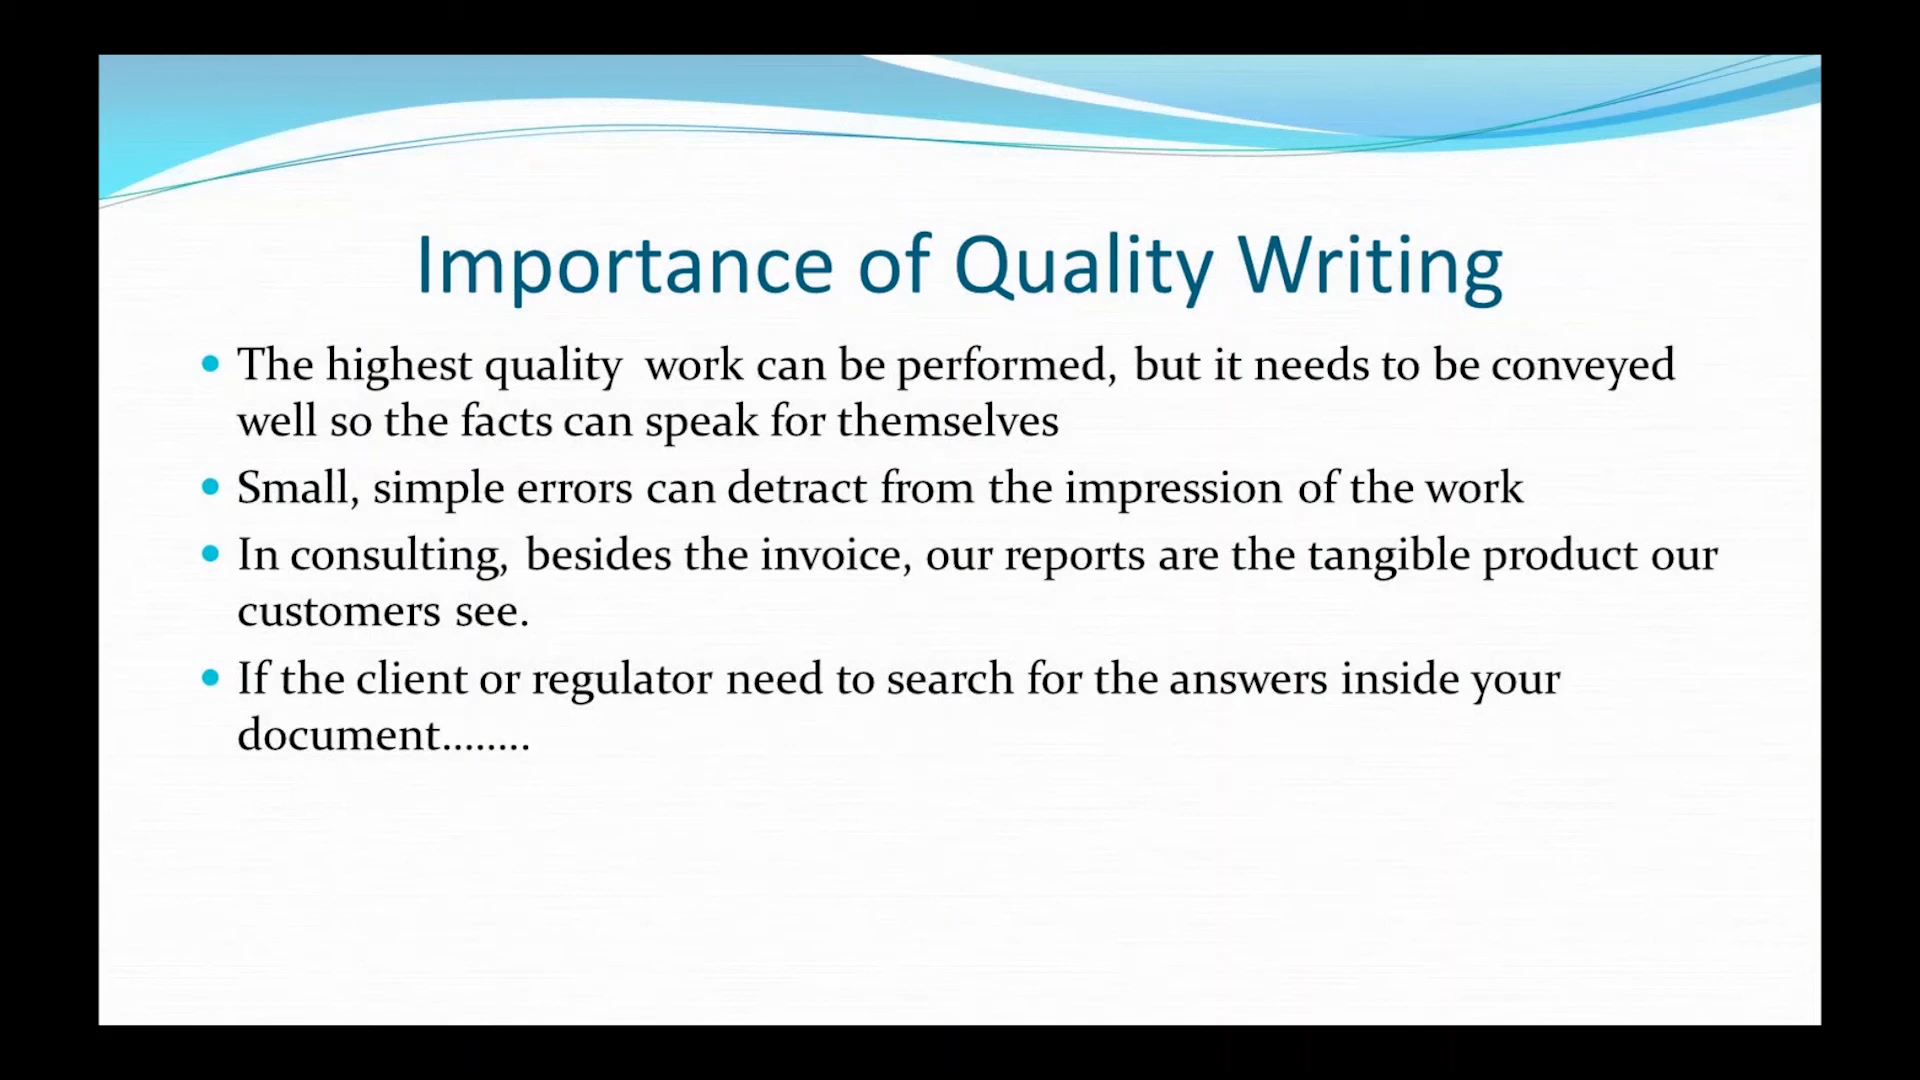 Importance of Quality Writing
• The highest quality  work can be performed, but it needs to be conveyed
well so the facts can speak for themselves
• Small, simple errors can detract from the impression of the work
• In consulting, besides the invoice, our reports are the tangible product our
customers see.
• If the client or regulator need to search for the answers inside your
document........